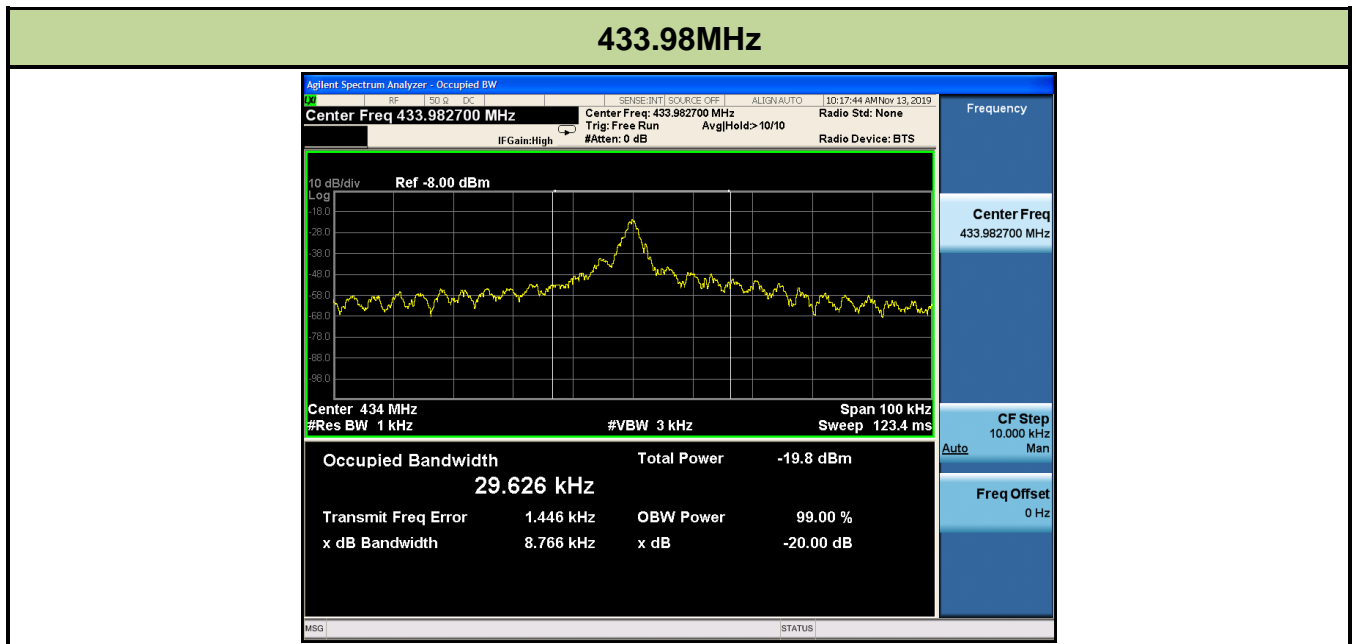 433.98MHz
Agilent Spectrum Analyzer - Occupied BW
LXI RF 50 Ω DC SENSE:INT SOURCE OFF ALIGN AUTO 10:17:44 AM Nov 13, 2019
Center Freq 433.982700 MHz
Center Freq: 433.982700 MHz
Radio Std: None
Trig: Free Run Avg|Hold:>10/10
IFGain:High
#Atten: 0 dB
Radio Device: BTS
10 dB/div Ref -8.00 dBm
Log
-18.0
-28.0
-38.0
-48.0
-58.0
-68.0
-78.0
-88.0
-98.0
Center 434 MHz Span 100 kHz
#Res BW 1 kHz #VBW 3 kHz Sweep 123.4 ms
Occupied Bandwidth Total Power -19.8 dBm
29.626 kHz
Transmit Freq Error 1.446 kHz OBW Power 99.00 %
x dB Bandwidth 8.766 kHz x dB -20.00 dB
MSG STATUS
Frequency
Center Freq
433.982700 MHz
CF Step
10.000 kHz
Auto Man
Freq Offset
0 Hz